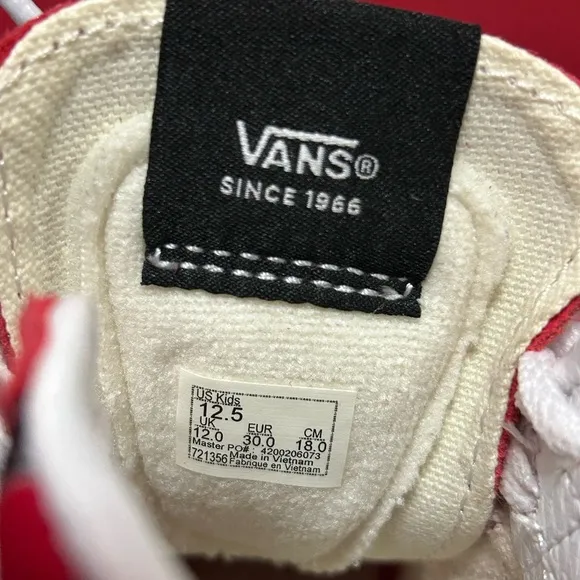 VANS®
SINCE 1966
US Kids
12.5
UK EUR CM
12.0 30.0 18.0
Master PO# : 4200206073
721356 Made in Vietnam
Fabrique en Vietnam